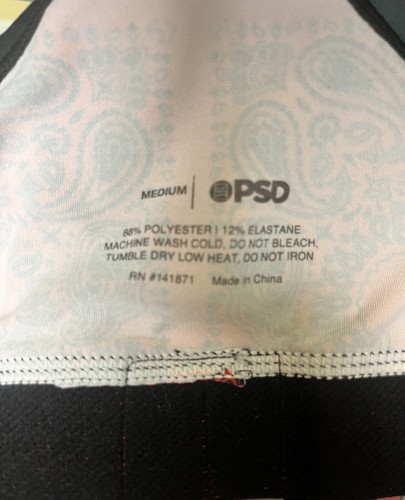 MEDIUM | PSD
88% POLYESTER | 12% ELASTANE
MACHINE WASH COLD, DO NOT BLEACH,
TUMBLE DRY LOW HEAT, DO NOT IRON
RN #141871 Made in China